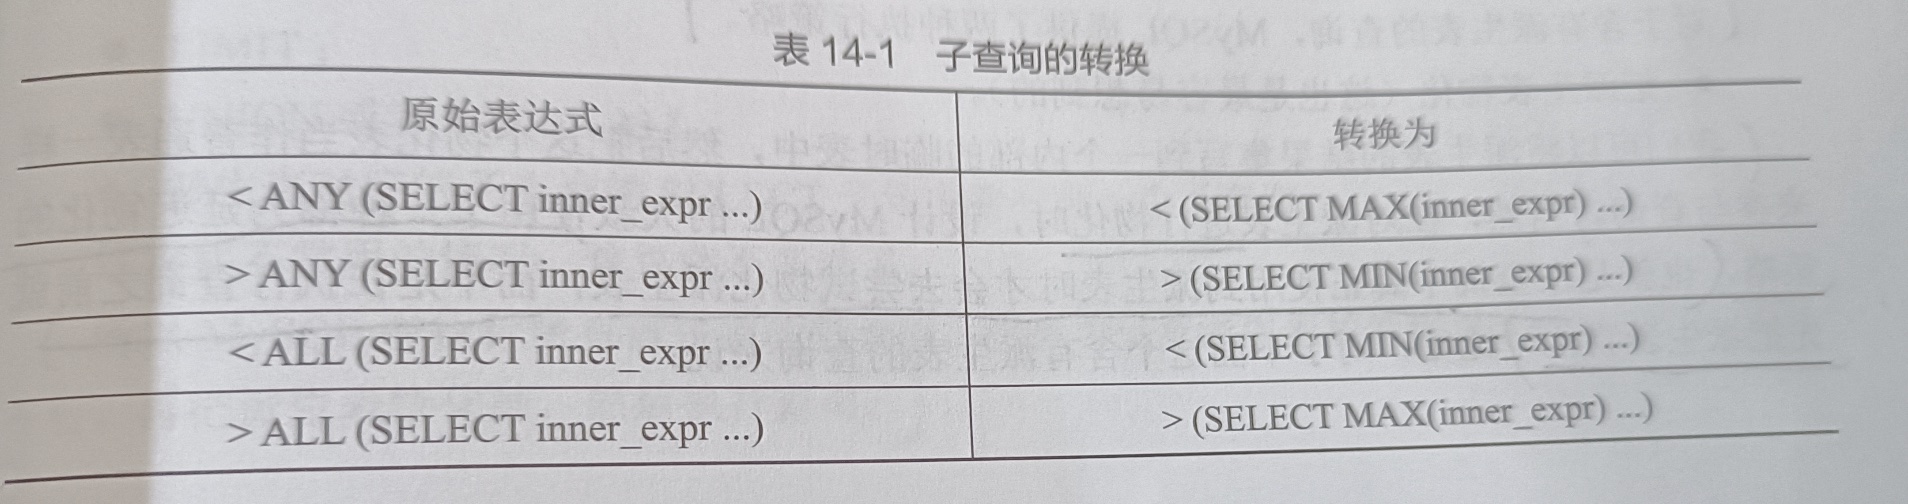 表 14-1 子查询的转换
原始表达式 转换为
< ANY (SELECT inner_expr ...) < (SELECT MAX(inner_expr) ...)
> ANY (SELECT inner_expr ...) > (SELECT MIN(inner_expr) ...)
< ALL (SELECT inner_expr ...) < (SELECT MIN(inner_expr) ...)
> ALL (SELECT inner_expr ...) > (SELECT MAX(inner_expr) ...)